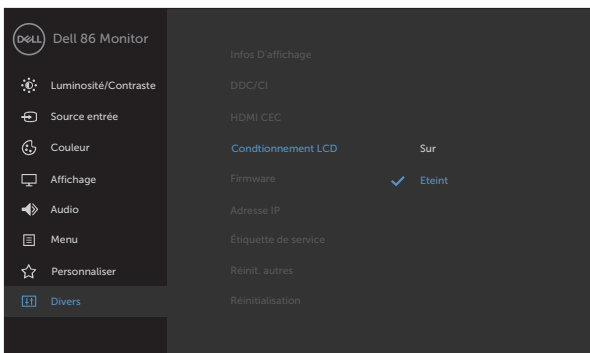 DELL Dell 86 Monitor
Infos D'affichage
Luminosité/Contraste DDC/CI
Source entrée HDMI CEC
Couleur Condtionnement LCD Sur
Affichage Firmware Eteint
Audio Adresse IP
Menu Étiquette de service
Personnaliser Réinit. autres
Divers Réinitialisation